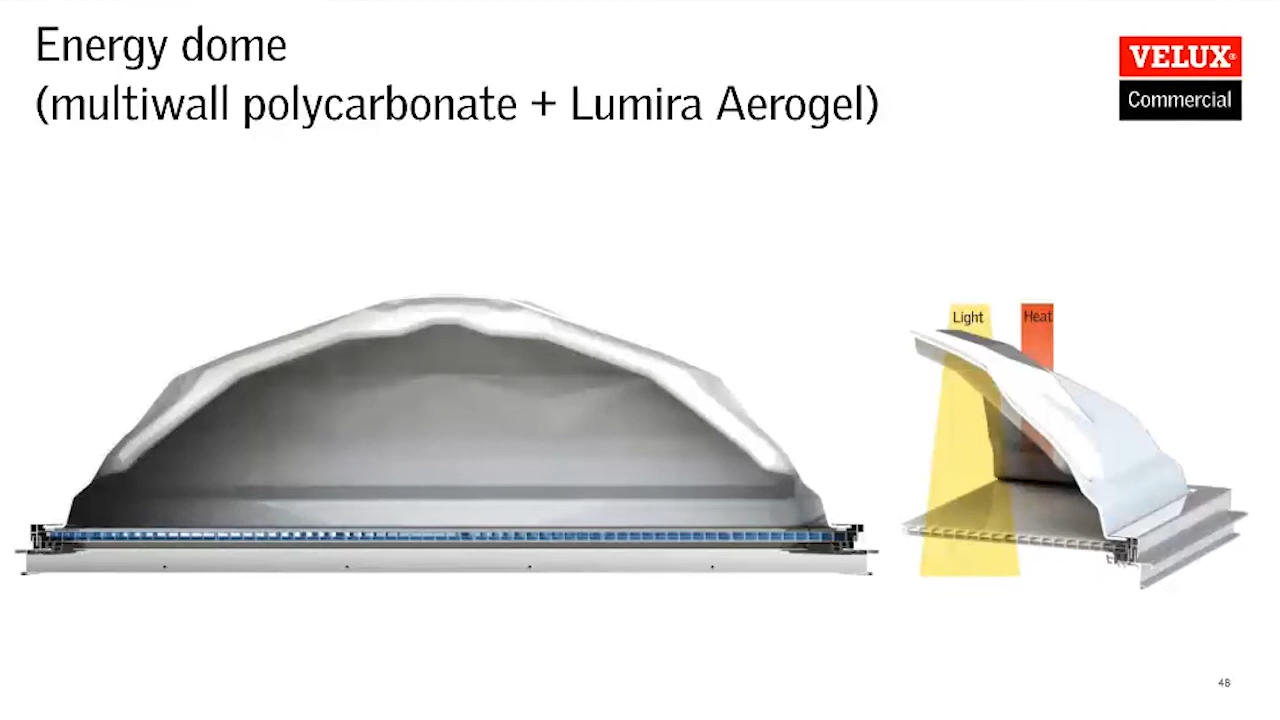 Energy dome
(multiwall polycarbonate + Lumira Aerogel)
VELUX®
Commercial
Light
Heat
48